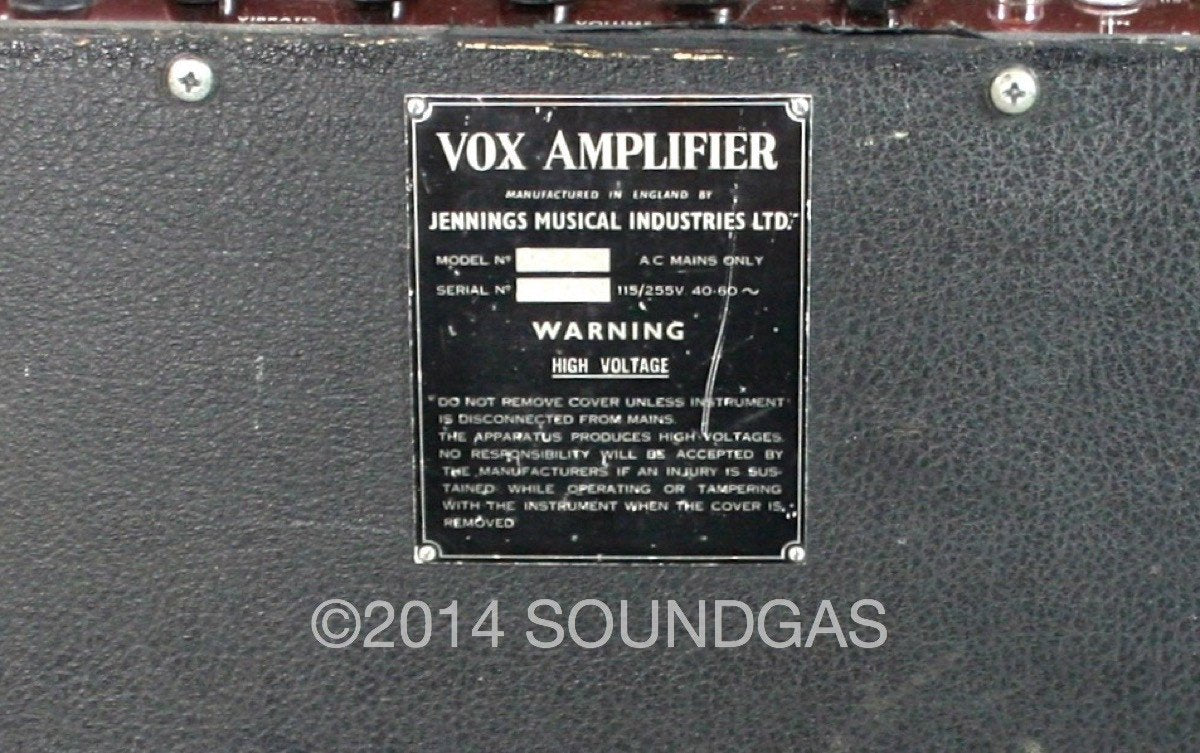 VIBRATO VOLUME IN
VOX AMPLIFIER
MANUFACTURED IN ENGLAND BY
JENNINGS MUSICAL INDUSTRIES LTD.
MODEL Nº A C MAINS ONLY
SERIAL Nº 115/255V 40-60 ~
WARNING
HIGH VOLTAGE
DO NOT REMOVE COVER UNLESS INSTRUMENT
IS DISCONNECTED FROM MAINS.
THE APPARATUS PRODUCES HIGH VOLTAGES.
NO RESPONSIBILITY WILL BE ACCEPTED BY
THE MANUFACTURERS IF AN INJURY IS SUS-
TAINED WHILE OPERATING OR TAMPERING
WITH THE INSTRUMENT WHEN THE COVER IS
REMOVED
©2014 SOUNDGAS